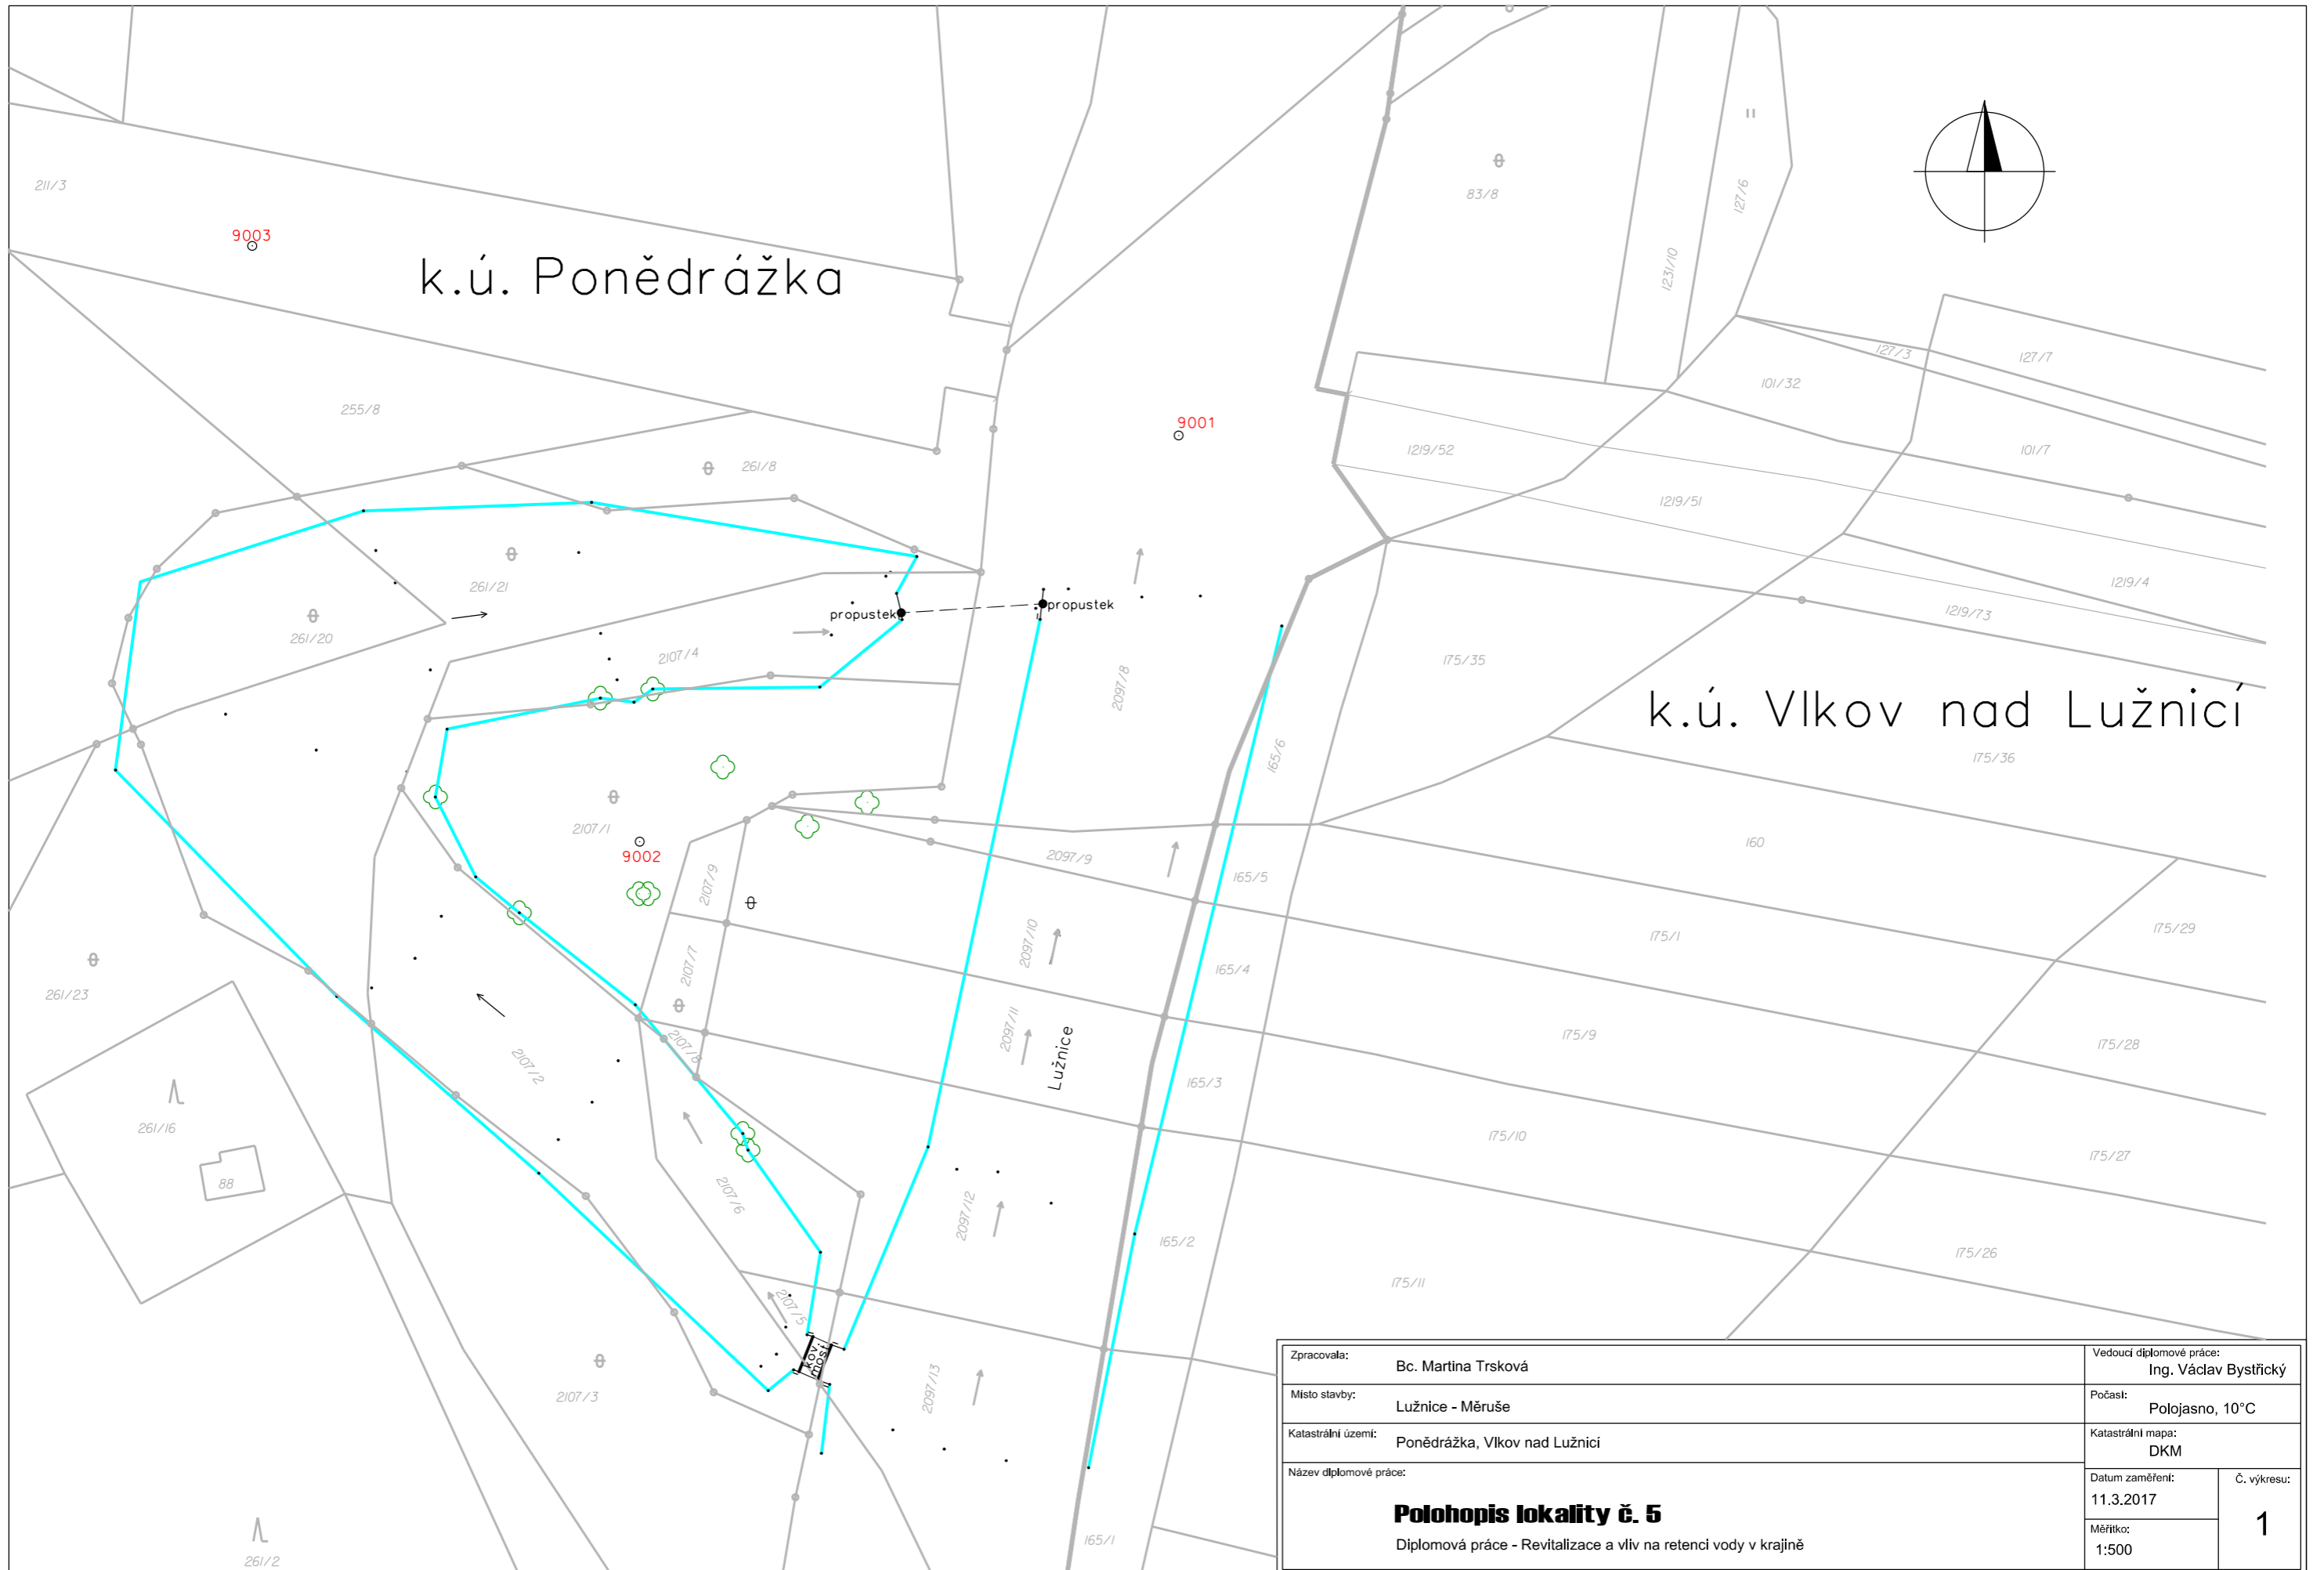 211/3
9003
k.ú. Ponědrážka
83/8
127/6
1231/10
127/3
127/7
101/32
255/8
9001
261/8
1219/52
101/7
1219/51
261/21
1219/4
propustek
propustek
1219/73
261/20
2107/4
175/35
2097/8
k.ú. Vlkov nad Lužnicí
165/6
175/36
2107/1
9002
2097/9
160
2107/9
165/5
175/29
175/1
2097/10
2107/7
165/4
261/23
2097/11
175/9
175/28
2107/8
Lužnice
2107/2
165/3
261/16
175/10
175/27
88
2107/6
2097/12
165/2
175/26
175/11
2107/5
kov.
most
2107/3
2097/13
165/1
261/2
Zpracovala:
Bc. Martina Trsková
Vedoucí diplomové práce:
Ing. Václav Bystřický
Místo stavby:
Lužnice - Měruše
Počasí:
Polojasno, 10°C
Katastrální území:
Ponědrážka, Vlkov nad Lužnicí
Katastrální mapa:
DKM
Název diplomové práce:
Polohopis lokality č. 5
Diplomová práce - Revitalizace a vliv na retenci vody v krajině
Datum zaměření:
11.3.2017
Č. výkresu:
1
Měřítko:
1:500